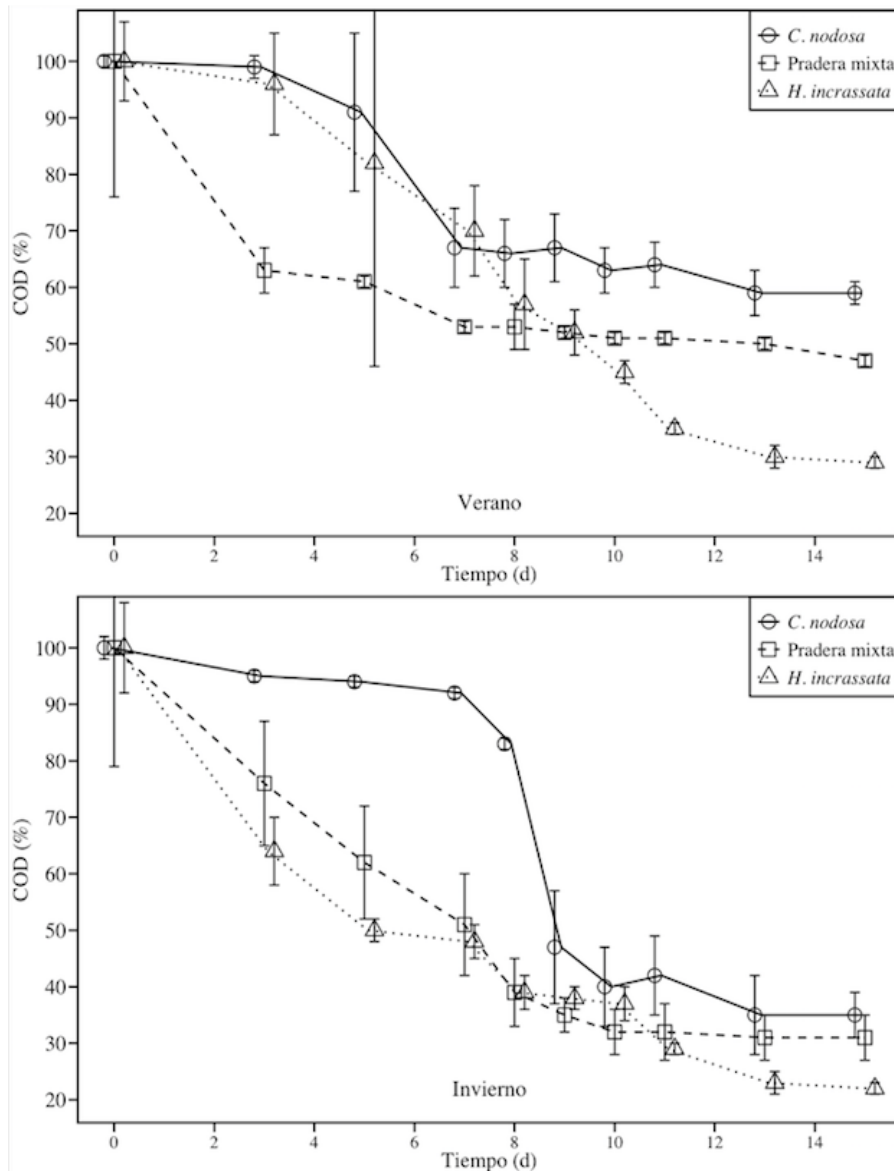 C. nodosa
Pradera mixta
H. incrassata
100
90
80
70
60
50
40
30
20
COD (%)
Verano
0 2 4 6 8 10 12 14
Tiempo (d)
C. nodosa
Pradera mixta
H. incrassata
100
90
80
70
60
50
40
30
20
COD (%)
Invierno
0 2 4 6 8 10 12 14
Tiempo (d)